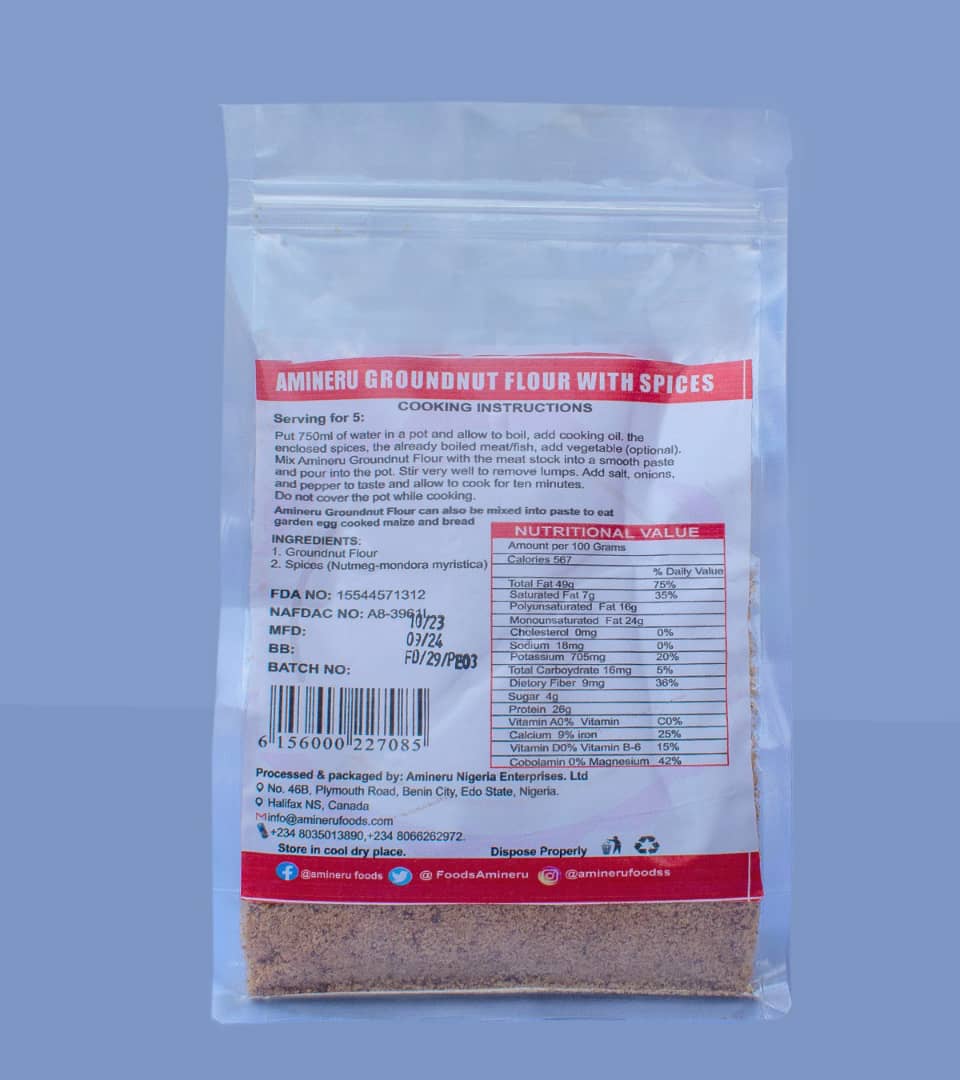 AMINERU GROUNDNUT FLOUR WITH SPICES
COOKING INSTRUCTIONS
Serving for 5:
Put 750ml of water in a pot and allow to boil, add cooking oil, the
enclosed spices, the already boiled meat/fish, add vegetable (optional).
Mix Amineru Groundnut Flour with the meat stock into a smooth paste
and pour into the pot. Stir very well to remove lumps. Add salt, onions,
and pepper to taste and allow to cook for ten minutes.
Do not cover the pot while cooking.
Amineru Groundnut Flour can also be mixed into paste to eat
garden egg cooked maize and bread
INGREDIENTS:
1. Groundnut Flour
2. Spices (Nutmeg-mondora myristica)
FDA NO: 15544571312
NAFDAC NO: A8-3961L
MFD: 10/23
BB: 09/24
BATCH NO: FD/29/PE03
6 156000 227085
NUTRITIONAL VALUE
Amount per 100 Grams
Calories 567
% Daily Value
Total Fat 49g 75%
Saturated Fat 7g 35%
Polyunsaturated Fat 16g
Monounsaturated Fat 24g
Cholesterol 0mg 0%
Sodium 18mg 0%
Potassium 705mg 20%
Total Carboydrate 16mg 5%
Dietory Fiber 9mg 36%
Sugar 4g
Protein 26g
Vitamin A0% Vitamin C0%
Calcium 9% iron 25%
Vitamin D0% Vitamin B-6 15%
Cobolamin 0% Magnesium 42%
Processed & packaged by: Amineru Nigeria Enterprises. Ltd
No. 46B, Plymouth Road, Benin City, Edo State, Nigeria.
Halifax NS, Canada
info@aminerufoods.com
+234 8035013890,+234 8066262972.
Store in cool dry place. Dispose Properly
@amineru foods @ FoodsAmineru @aminerufoodss